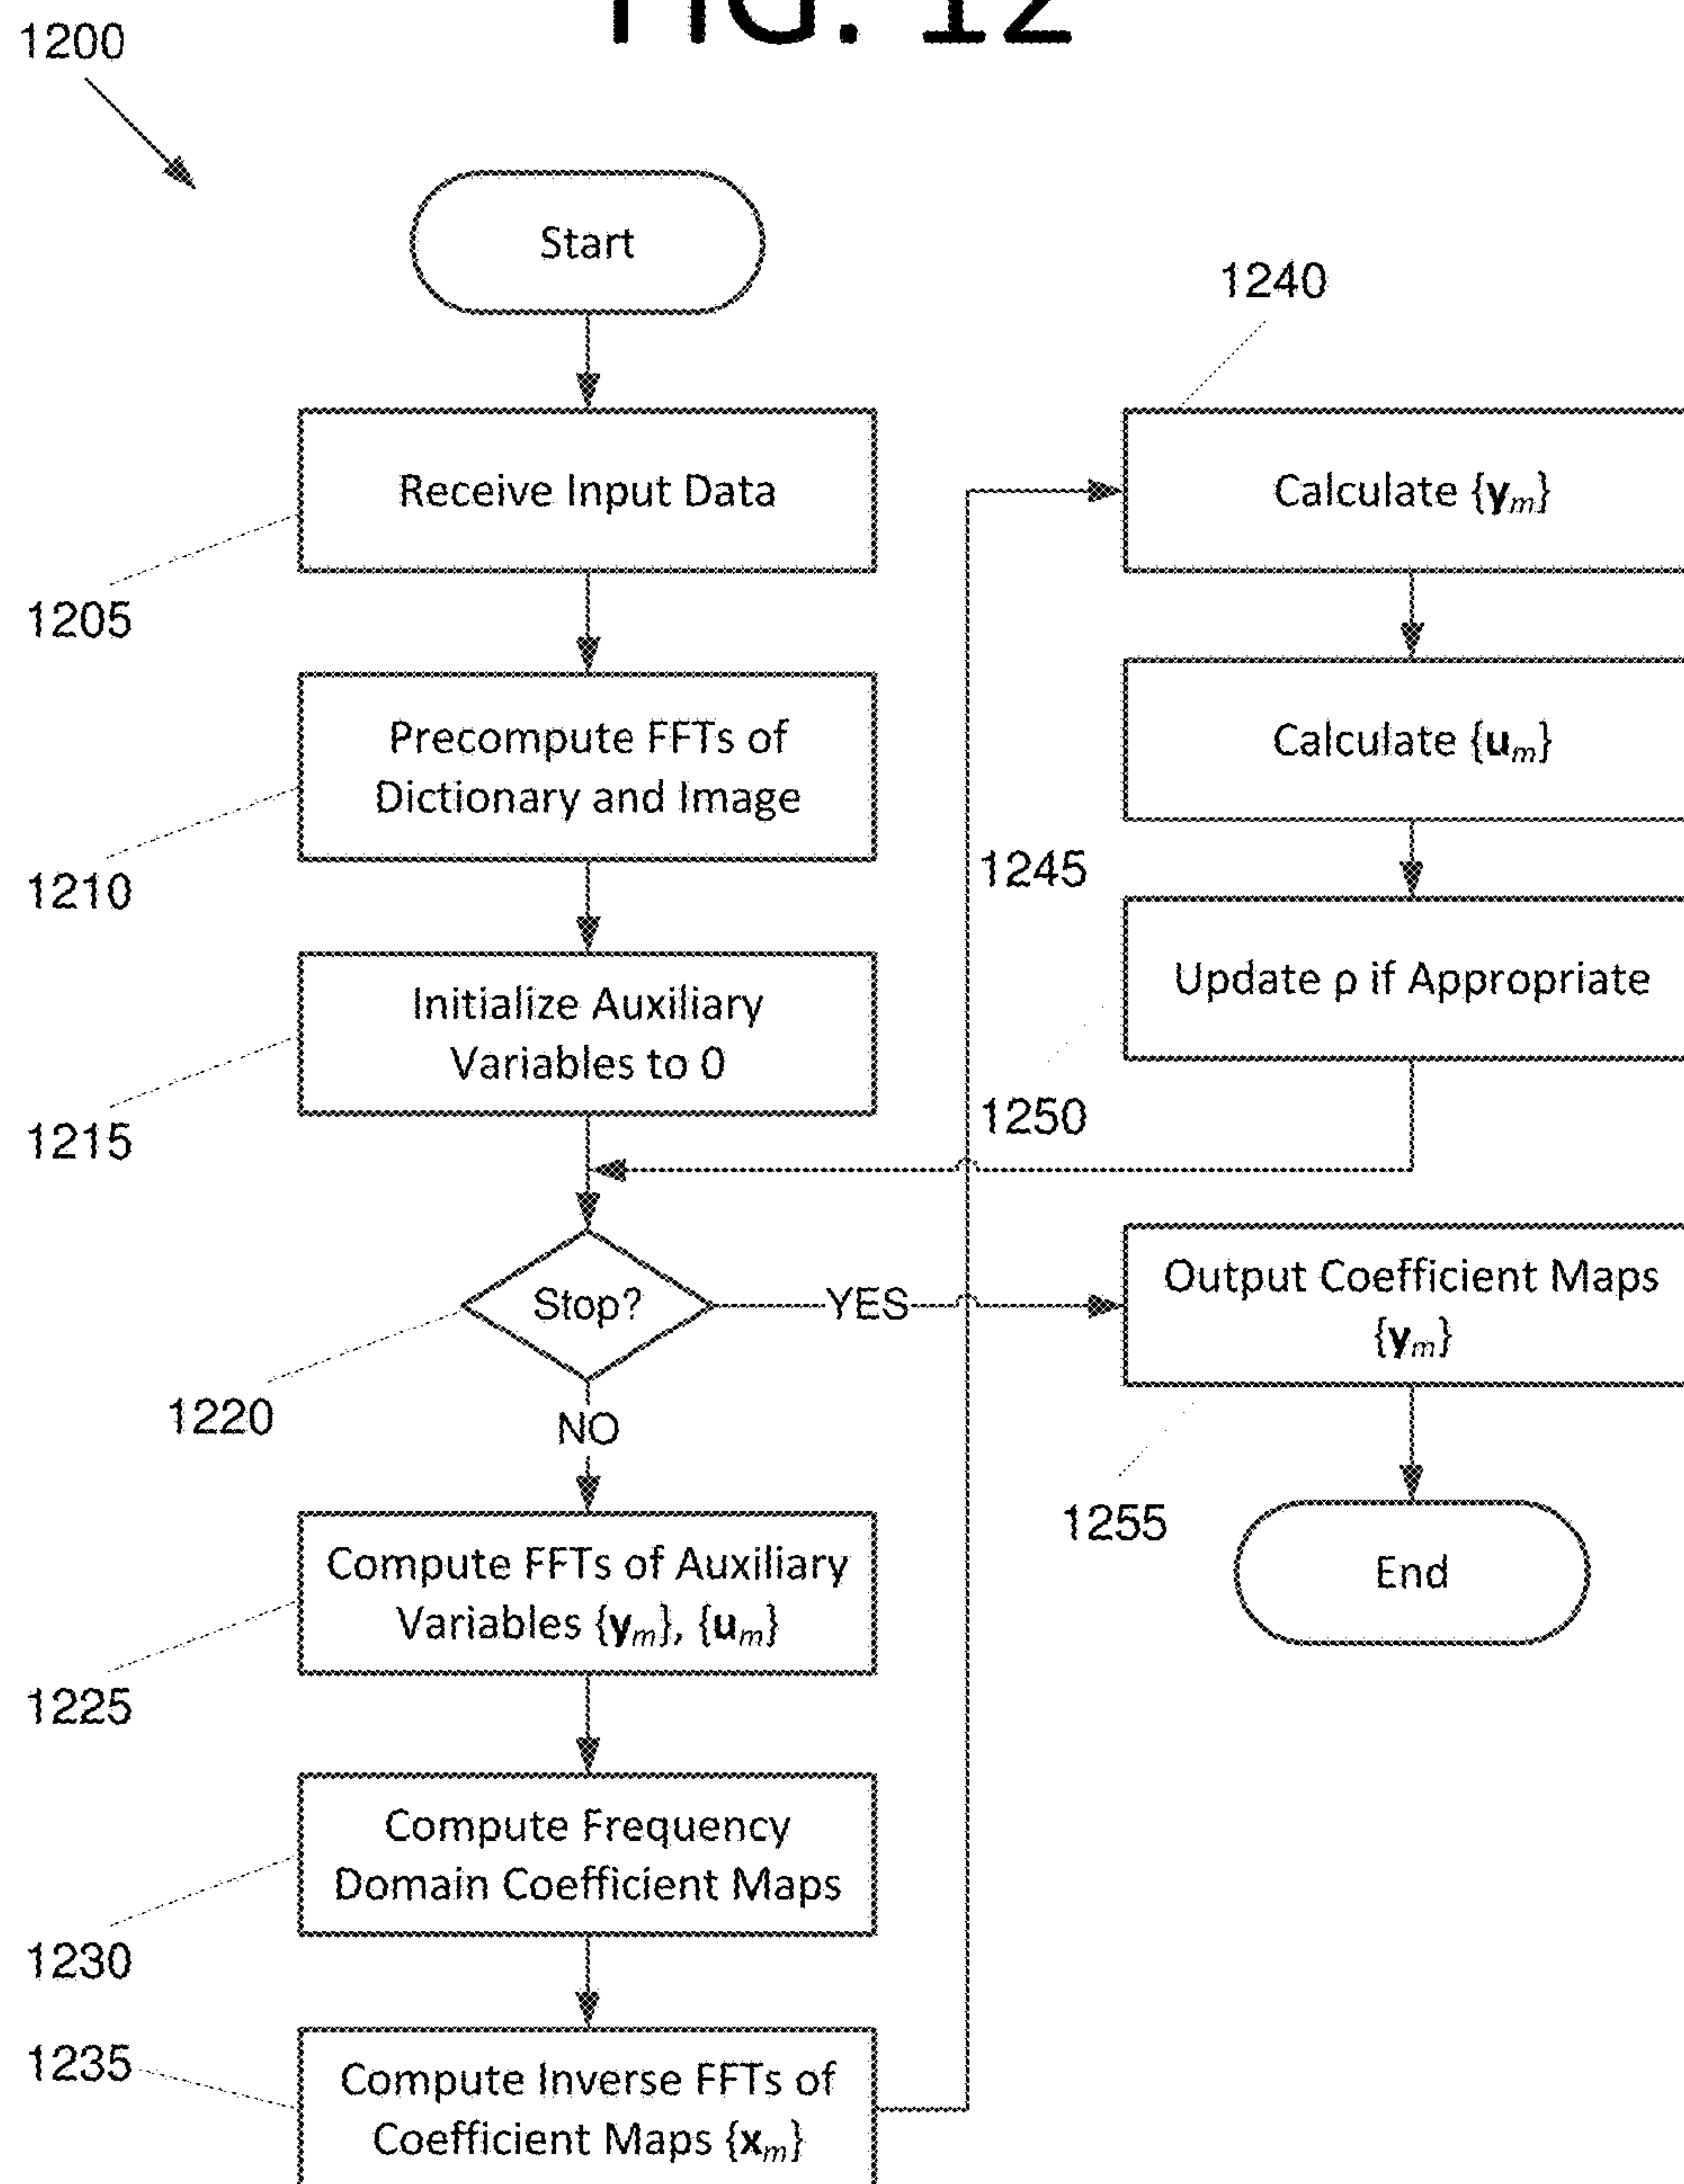 FIG. 12
1200
Start
Receive Input Data
1205
Precompute FFTs of
Dictionary and Image
1210
Initialize Auxiliary
Variables to 0
1215
Stop?
YES
1220
NO
Compute FFTs of Auxiliary
Variables {yₘ}, {uₘ}
1225
Compute Frequency
Domain Coefficient Maps
1230
1235
Compute Inverse FFTs of
Coefficient Maps {xₘ}
1240
Calculate {yₘ}
Calculate {uₘ}
1245
Update ρ if Appropriate
1250
Output Coefficient Maps
{yₘ}
1255
End